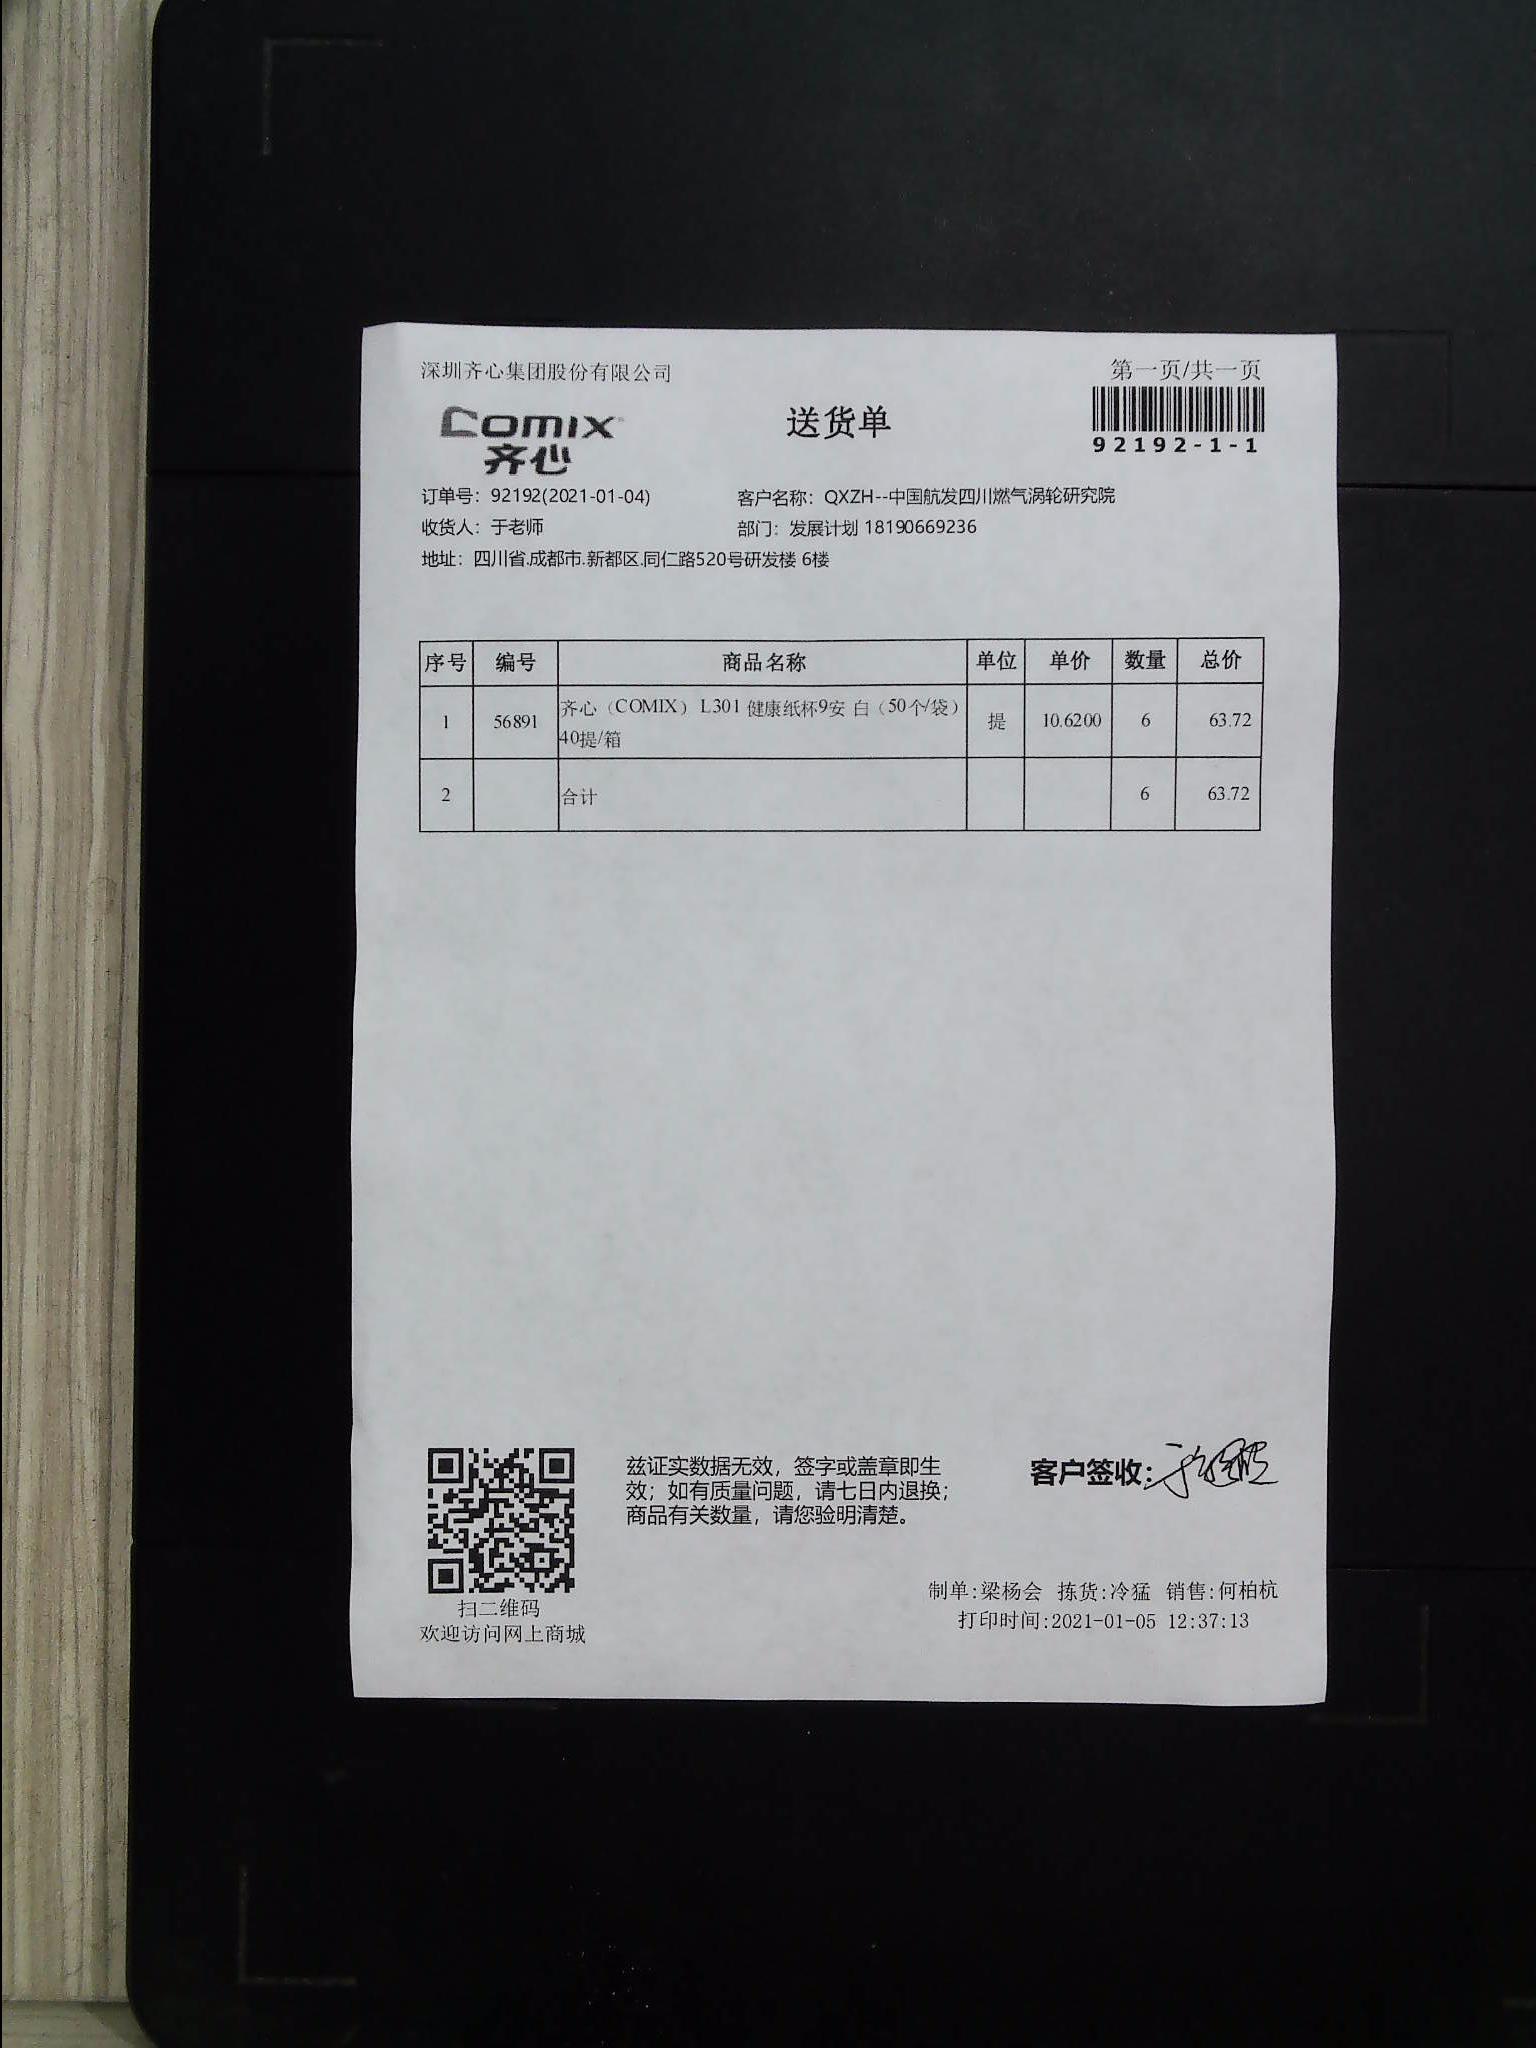 深圳齐心集团股份有限公司
第一页/共一页
COMIX
齐心
送货单
92192-1-1
订单号：92192(2021-01-04) 客户名称：QXZH--中国航发四川燃气涡轮研究院
收货人：于老师 部门：发展计划 18190669236
地址：四川省.成都市.新都区.同仁路520号研发楼 6楼
序号 编号 商品名称 单位 单价 数量 总价
1 56891 齐心（COMIX） L301 健康纸杯9安 白（50个/袋） 提 10.6200 6 63.72
40提/箱
2 合计 6 63.72
兹证实数据无效，签字或盖章即生
效；如有质量问题，请七日内退换；
商品有关数量，请您验明清楚。
客户签收：
扫二维码
欢迎访问网上商城
制单:梁杨会 拣货:冷猛 销售:何柏杭
打印时间:2021-01-05 12:37:13